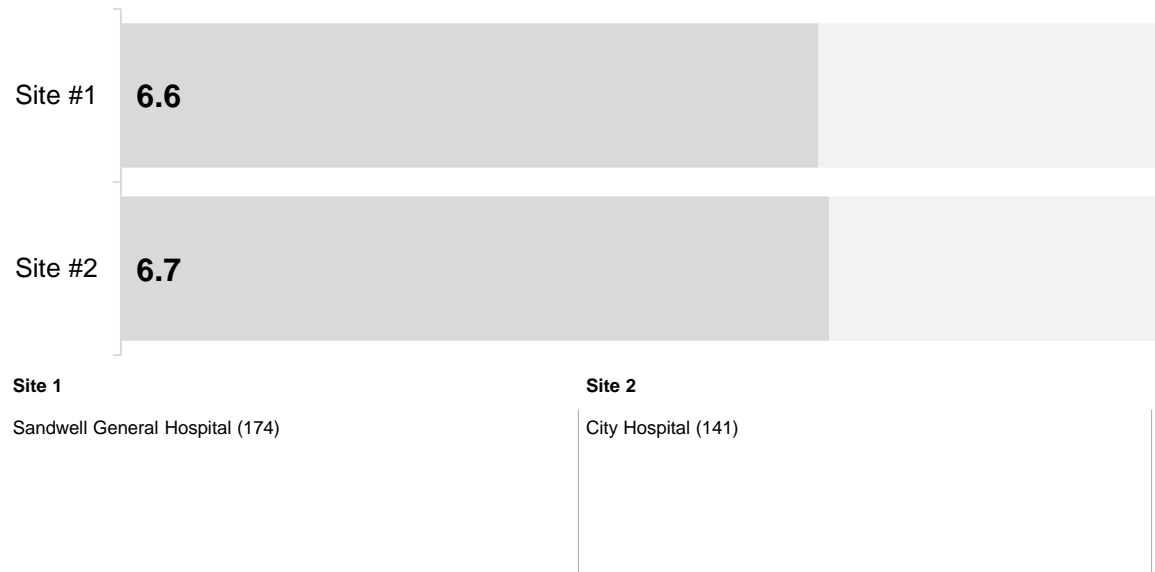 Site #1 6.6
Site #2 6.7
Site 1
Sandwell General Hospital (174)
Site 2
City Hospital (141)